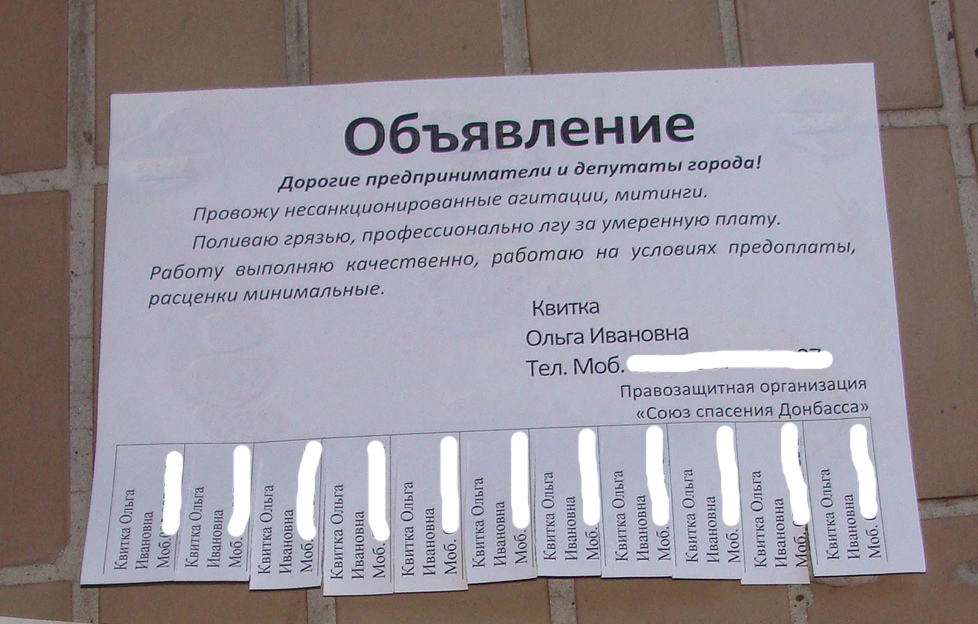 Объявление
Дорогие предприниматели и депутаты города!
Провожу несанкционированные агитации, митинги.
Поливаю грязью, профессионально лгу за умеренную плату.
Работу выполняю качественно, работаю на условиях предоплаты,
расценки минимальные.
Квитка
Ольга Ивановна
Тел. Моб.
Правозащитная организация
«Союз спасения Донбасса»
Квитка Ольга
Ивановна
Моб.
Квитка Ольга
Ивановна
Моб.
Квитка Ольга
Ивановна
Моб.
Квитка Ольга
Ивановна
Моб.
Квитка Ольга
Ивановна
Моб.
Квитка Ольга
Ивановна
Моб.
Квитка Ольга
Ивановна
Моб.
Квитка Ольга
Ивановна
Моб.
Квитка Ольга
Ивановна
Моб.
Квитка Ольга
Ивановна
Моб.
Квитка Ольга
Ивановна
Моб.